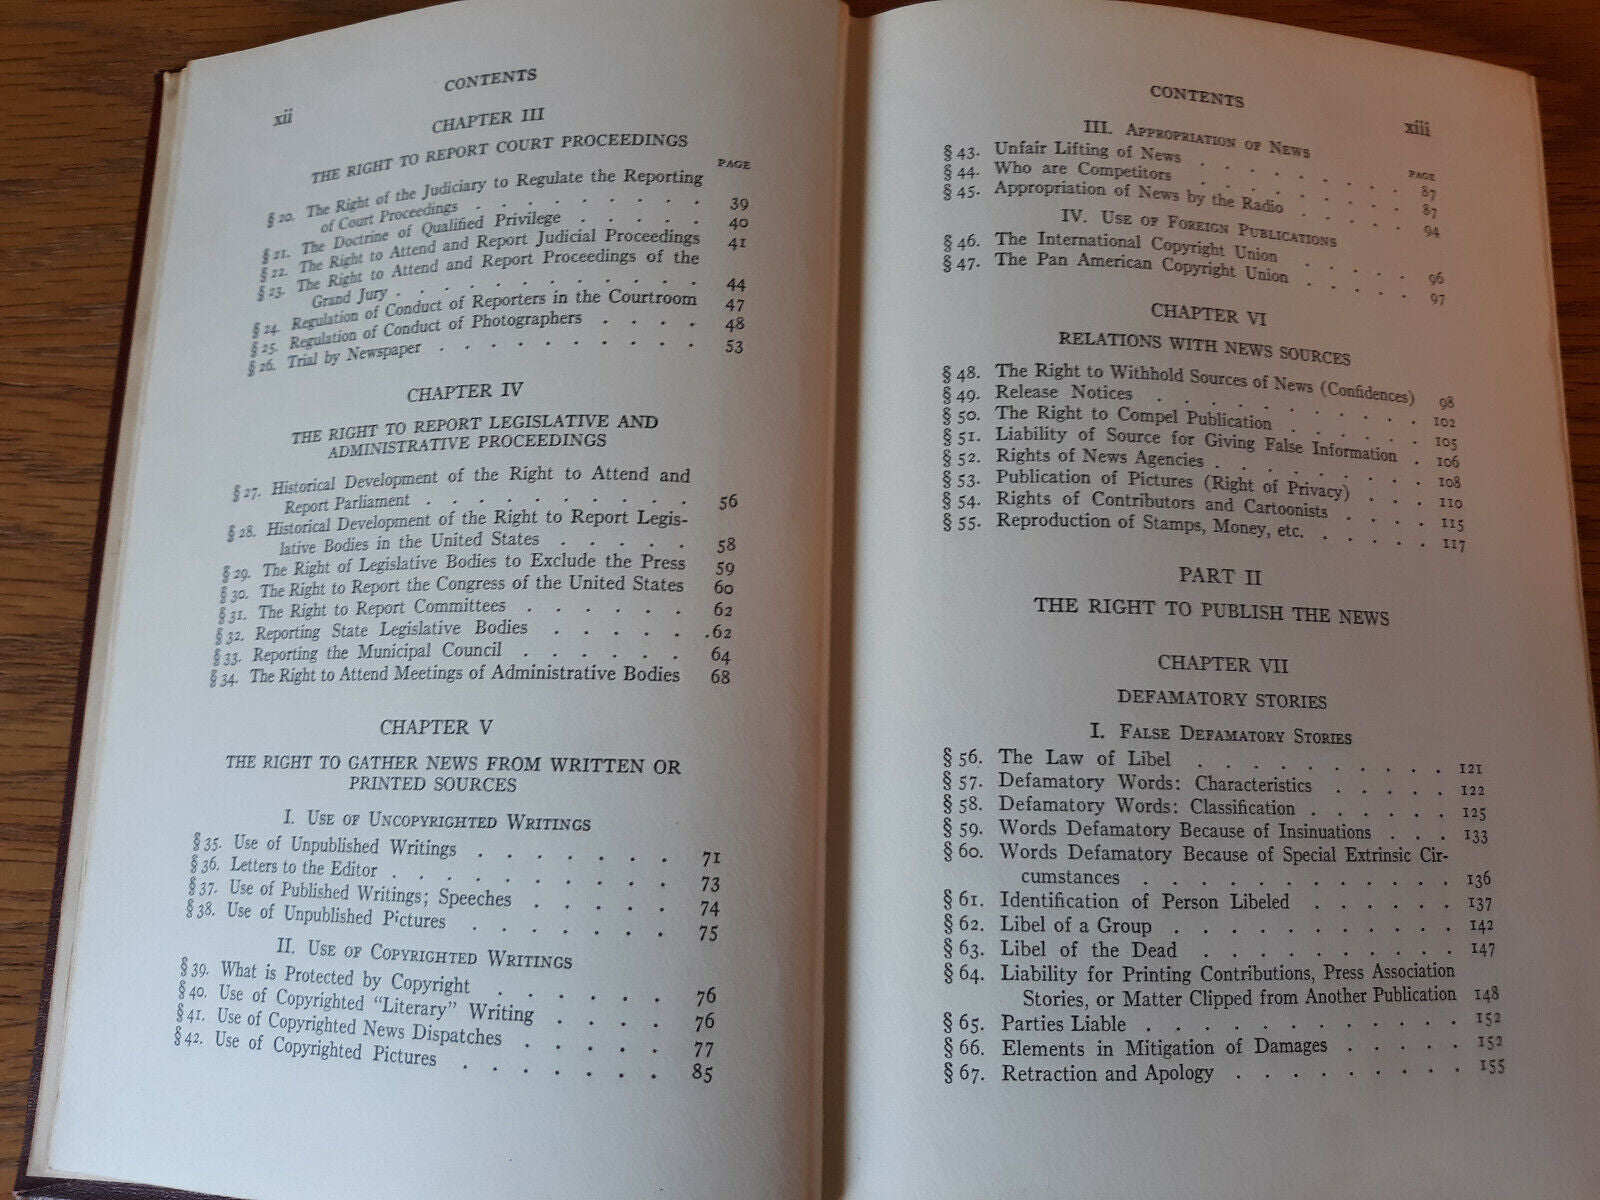 CONTENTS
xii
CHAPTER III
THE RIGHT TO REPORT COURT PROCEEDINGS
PAGE
§ 20. The Right of the Judiciary to Regulate the Reporting
of Court Proceedings . . . . . . . . 39
§ 21. The Doctrine of Qualified Privilege . . . . . 40
§ 22. The Right to Attend and Report Judicial Proceedings 41
§ 23. The Right to Attend and Report Proceedings of the
Grand Jury . . . . . . . . . . 44
§ 24. Regulation of Conduct of Reporters in the Courtroom 47
§ 25. Regulation of Conduct of Photographers . . . . 48
§ 26. Trial by Newspaper . . . . . . . . . 53
CHAPTER IV
THE RIGHT TO REPORT LEGISLATIVE AND
ADMINISTRATIVE PROCEEDINGS
§ 27. Historical Development of the Right to Attend and
Report Parliament . . . . . . . . . . 56
§ 28. Historical Development of the Right to Report Legis-
lative Bodies in the United States . . . . . 58
§ 29. The Right of Legislative Bodies to Exclude the Press 59
§ 30. The Right to Report the Congress of the United States 60
§ 31. The Right to Report Committees . . . . . . 62
§ 32. Reporting State Legislative Bodies . . . . . . 62
§ 33. Reporting the Municipal Council . . . . . . 64
§ 34. The Right to Attend Meetings of Administrative Bodies 68
CHAPTER V
THE RIGHT TO GATHER NEWS FROM WRITTEN OR
PRINTED SOURCES
I. USE OF UNCOPYRIGHTED WRITINGS
§ 35. Use of Unpublished Writings . . . . . . . 71
§ 36. Letters to the Editor . . . . . . . . . . 73
§ 37. Use of Published Writings; Speeches . . . . . 74
§ 38. Use of Unpublished Pictures . . . . . . . 75
II. USE OF COPYRIGHTED WRITINGS
§ 39. What is Protected by Copyright . . . . . . 76
§ 40. Use of Copyrighted "Literary" Writing . . . . 76
§ 41. Use of Copyrighted News Dispatches . . . . . 77
§ 42. Use of Copyrighted Pictures . . . . . . . 85
CONTENTS
xiii
III. APPROPRIATION OF NEWS
PAGE
§ 43. Unfair Lifting of News . . . . . . . 87
§ 44. Who are Competitors . . . . . . . 87
§ 45. Appropriation of News by the Radio . . . . 94
IV. USE OF FOREIGN PUBLICATIONS
§ 46. The International Copyright Union . . . . 96
§ 47. The Pan American Copyright Union . . . . 97
CHAPTER VI
RELATIONS WITH NEWS SOURCES
§ 48. The Right to Withhold Sources of News (Confidences) 98
§ 49. Release Notices . . . . . . . . . 102
§ 50. The Right to Compel Publication . . . . . . 105
§ 51. Liability of Source for Giving False Information . 106
§ 52. Rights of News Agencies . . . . . . . . 108
§ 53. Publication of Pictures (Right of Privacy) . . . 110
§ 54. Rights of Contributors and Cartoonists . . . . 115
§ 55. Reproduction of Stamps, Money, etc. . . . . . 117
PART II
THE RIGHT TO PUBLISH THE NEWS
CHAPTER VII
DEFAMATORY STORIES
I. FALSE DEFAMATORY STORIES
§ 56. The Law of Libel . . . . . . . . . . 121
§ 57. Defamatory Words: Characteristics . . . . . 122
§ 58. Defamatory Words: Classification . . . . . . 125
§ 59. Words Defamatory Because of Insinuations . . . 133
§ 60. Words Defamatory Because of Special Extrinsic Cir-
cumstances . . . . . . . . . . . 136
§ 61. Identification of Person Libeled . . . . . . 137
§ 62. Libel of a Group . . . . . . . . . . 142
§ 63. Libel of the Dead . . . . . . . . . 147
§ 64. Liability for Printing Contributions, Press Association
Stories, or Matter Clipped from Another Publication 148
§ 65. Parties Liable . . . . . . . . . . . 152
§ 66. Elements in Mitigation of Damages . . . . . 152
§ 67. Retraction and Apology . . . . . . . . . 155